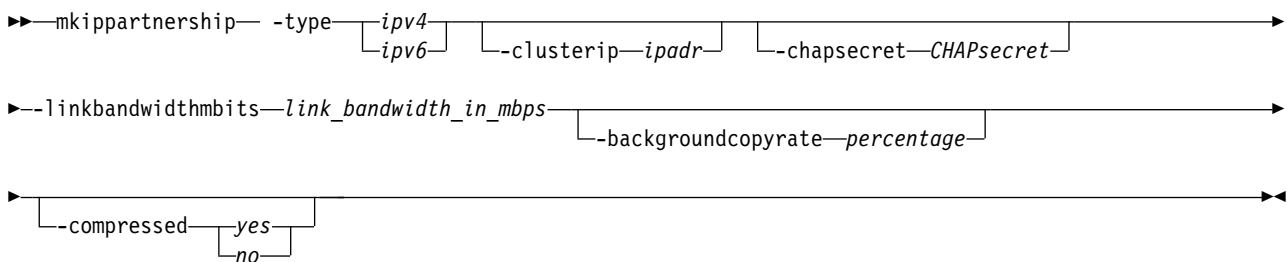 mkippartnership -type ipv4
ipv6
-clusterip ipadr
-chapsecret CHAPsecret
-linkbandwidthmbits link_bandwidth_in_mbps
-backgroundcopyrate percentage
-compressed yes
no